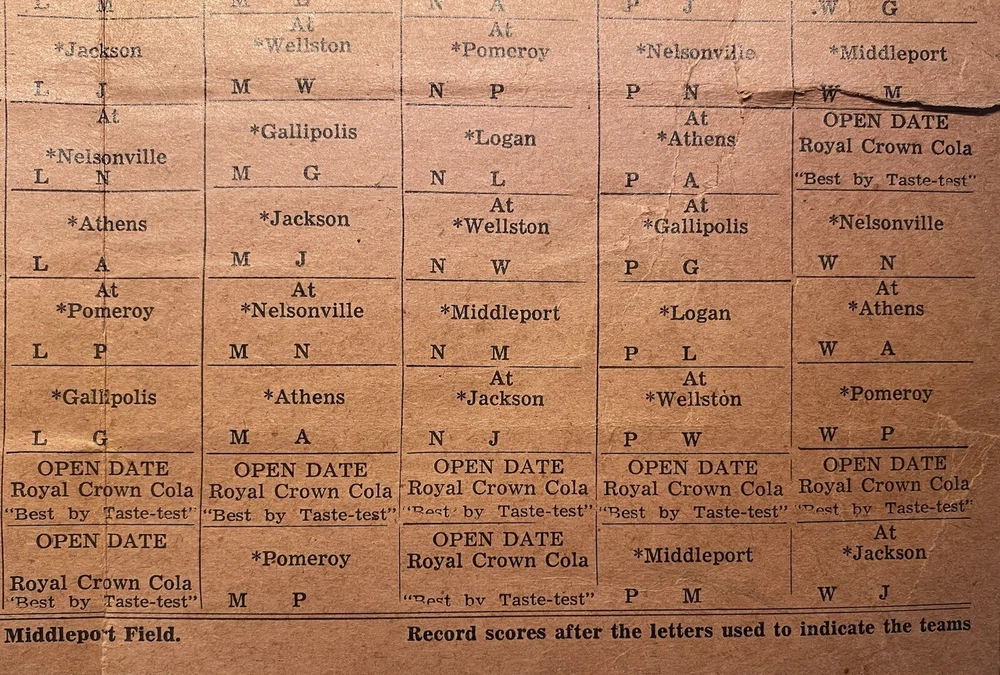 L M
N A
P J
W G
*Jackson
L J
At
*Wellston
M W
At
*Pomeroy
N P
*Nelsonville
P N
*Middleport
W M
At
*Nelsonville
L N
*Gallipolis
M G
*Logan
N L
At
*Athens
P A
OPEN DATE
Royal Crown Cola
"Best by Taste-test"
*Athens
L A
*Jackson
M J
At
*Wellston
N W
At
*Gallipolis
P G
*Nelsonville
W N
At
*Pomeroy
L P
At
*Nelsonville
M N
*Middleport
N M
*Logan
P L
At
*Athens
W A
*Gallipolis
L G
*Athens
M A
At
*Jackson
N J
At
*Wellston
P W
*Pomeroy
W P
OPEN DATE
Royal Crown Cola
"Best by Taste-test"
OPEN DATE
Royal Crown Cola
"Best by Taste-test"
OPEN DATE
Royal Crown Cola
"Best by Taste-test"
OPEN DATE
Royal Crown Cola
"Best by Taste-test"
OPEN DATE
Royal Crown Cola
"Best by Taste-test"
OPEN DATE
Royal Crown Cola
"Best by Taste-test"
*Pomeroy
M P
OPEN DATE
Royal Crown Cola
"Best by Taste-test"
*Middleport
P M
At
*Jackson
W J
Middleport Field.
Record scores after the letters used to indicate the teams